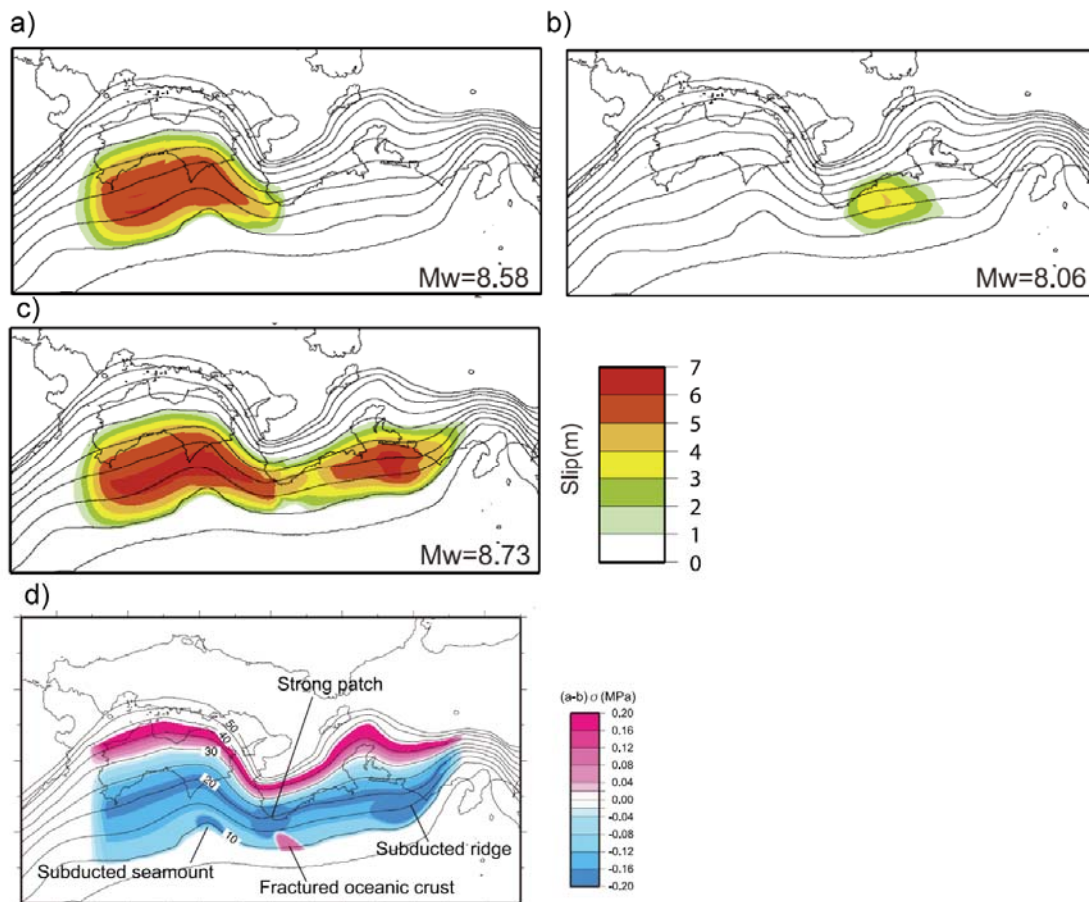 a)
b)
Mw=8.58
Mw=8.06
c)
Mw=8.73
Slip(m)
7
6
5
4
3
2
1
0
d)
Strong patch
50
40
30
20
10
Subducted seamount
Fractured oceanic crust
Subducted ridge
(a-b) σ (MPa)
0.20
0.16
0.12
0.08
0.04
0.00
-0.04
-0.08
-0.12
-0.16
-0.20